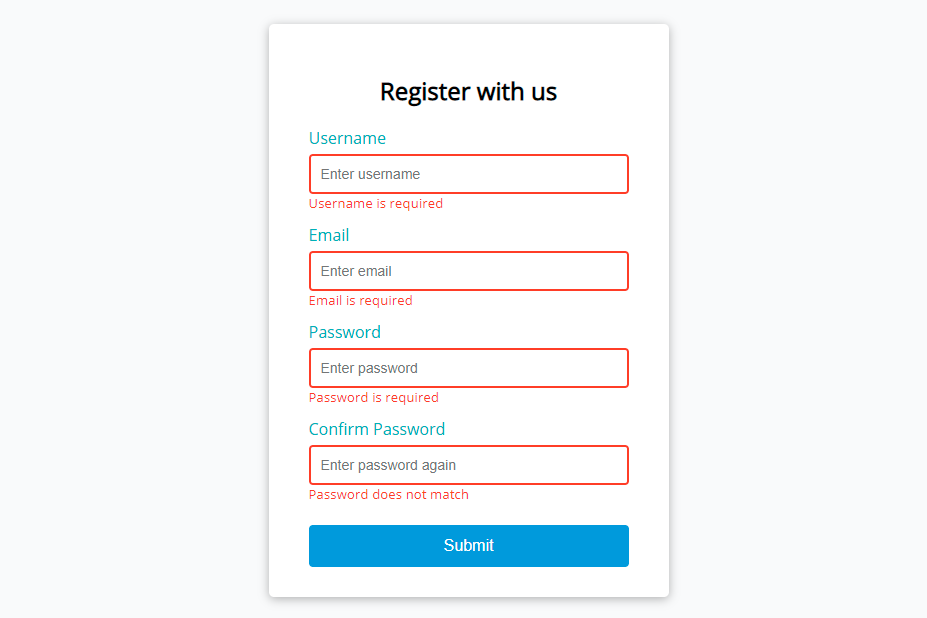 Register with us
Username
Enter username
Username is required
Email
Enter email
Email is required
Password
Enter password
Password is required
Confirm Password
Enter password again
Password does not match
Submit